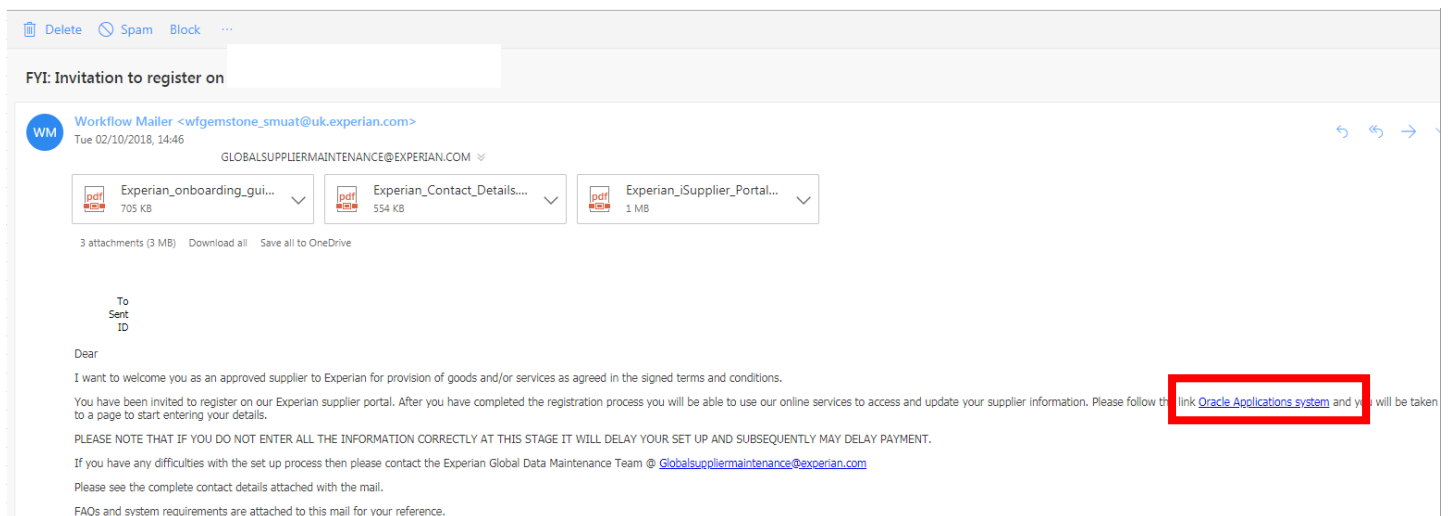 Delete Spam Block ...
FYI: Invitation to register on
WM
Workflow Mailer <wfgemstone_smuat@uk.experian.com>
Tue 02/10/2018, 14:46
GLOBALSUPPLIERMAINTENANCE@EXPERIAN.COM
pdf Experian_onboarding_gui... 705 KB
pdf Experian_Contact_Details.... 554 KB
pdf Experian_iSupplier_Portal... 1 MB
3 attachments (3 MB) Download all Save all to OneDrive
To
Sent
ID
Dear
I want to welcome you as an approved supplier to Experian for provision of goods and/or services as agreed in the signed terms and conditions.
You have been invited to register on our Experian supplier portal. After you have completed the registration process you will be able to use our online services to access and update your supplier information. Please follow th link Oracle Applications system and y u will be taken
to a page to start entering your details.
PLEASE NOTE THAT IF YOU DO NOT ENTER ALL THE INFORMATION CORRECTLY AT THIS STAGE IT WILL DELAY YOUR SET UP AND SUBSEQUENTLY MAY DELAY PAYMENT.
If you have any difficulties with the set up process then please contact the Experian Global Data Maintenance Team @ Globalsuppliermaintenance@experian.com
Please see the complete contact details attached with the mail.
FAQs and system requirements are attached to this mail for your reference.